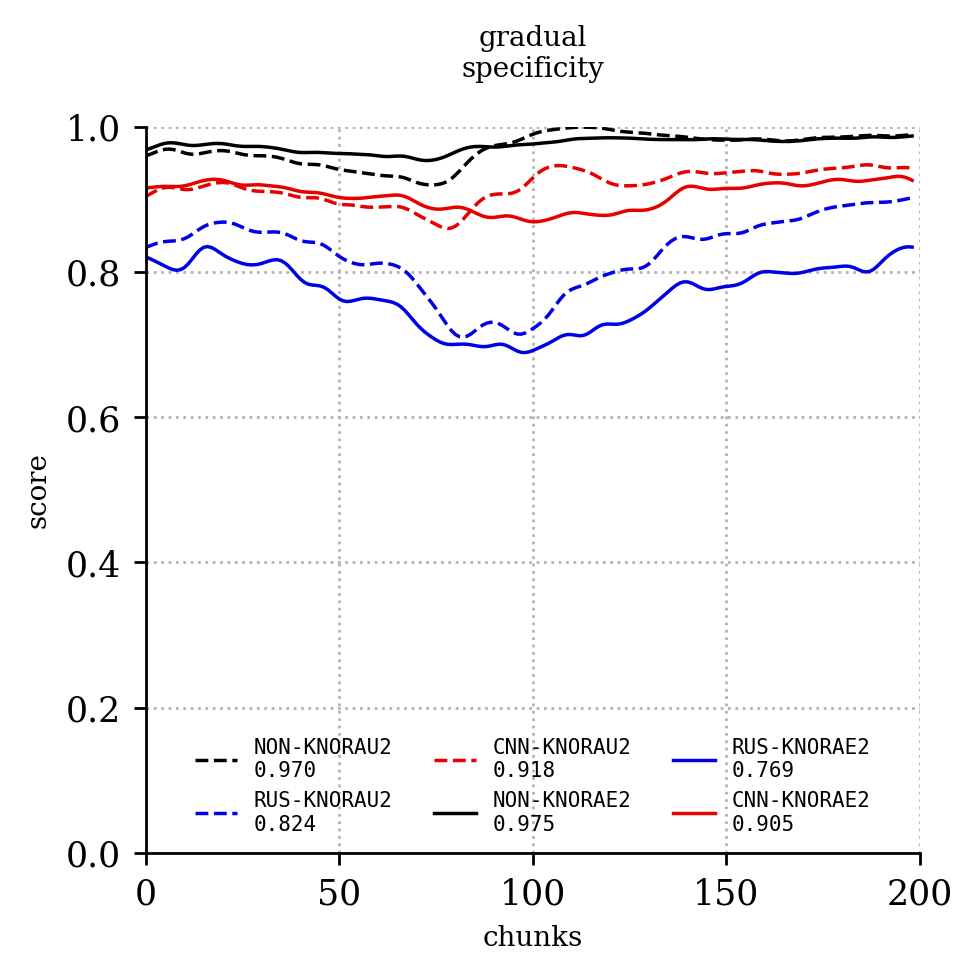 gradual
specificity
1.0
0.8
0.6
0.4
0.2
0.0
score
NON-KNORAU2
0.970
RUS-KNORAU2
0.824
CNN-KNORAU2
0.918
NON-KNORAE2
0.975
RUS-KNORAE2
0.769
CNN-KNORAE2
0.905
0 50 100 150 200
chunks